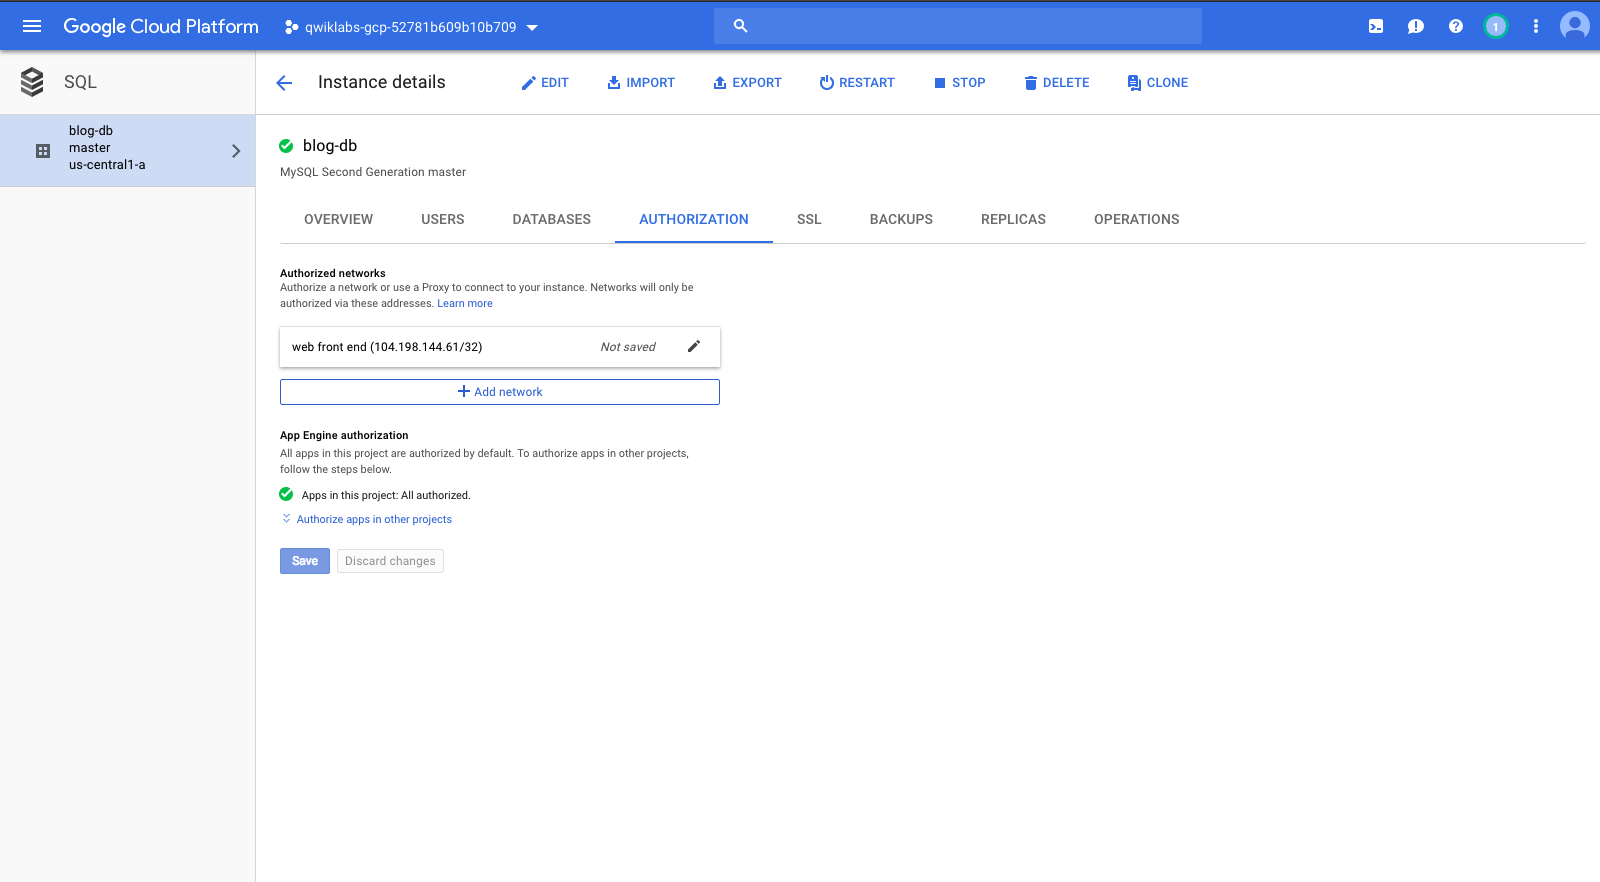 Google Cloud Platform
qwiklabs-gcp-52781b609b10b709
1
SQL
Instance details
EDIT
IMPORT
EXPORT
RESTART
STOP
DELETE
CLONE
blog-db
master
us-central1-a
blog-db
MySQL Second Generation master
OVERVIEW
USERS
DATABASES
AUTHORIZATION
SSL
BACKUPS
REPLICAS
OPERATIONS
Authorized networks
Authorize a network or use a Proxy to connect to your instance. Networks will only be
authorized via these addresses. Learn more
web front end (104.198.144.61/32)
Not saved
Add network
App Engine authorization
All apps in this project are authorized by default. To authorize apps in other projects,
follow the steps below.
Apps in this project: All authorized.
Authorize apps in other projects
Save
Discard changes